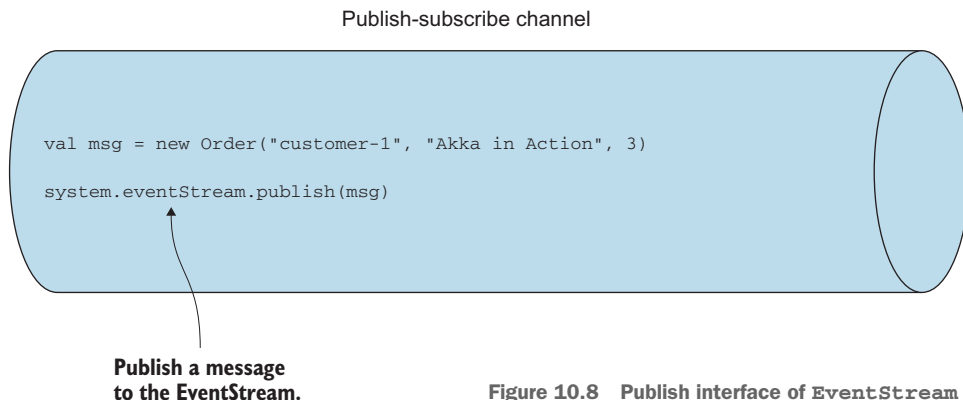 Publish-subscribe channel
val msg = new Order("customer-1", "Akka in Action", 3)
system.eventStream.publish(msg)
Publish a message
to the EventStream.
Figure 10.8 Publish interface of EventStream